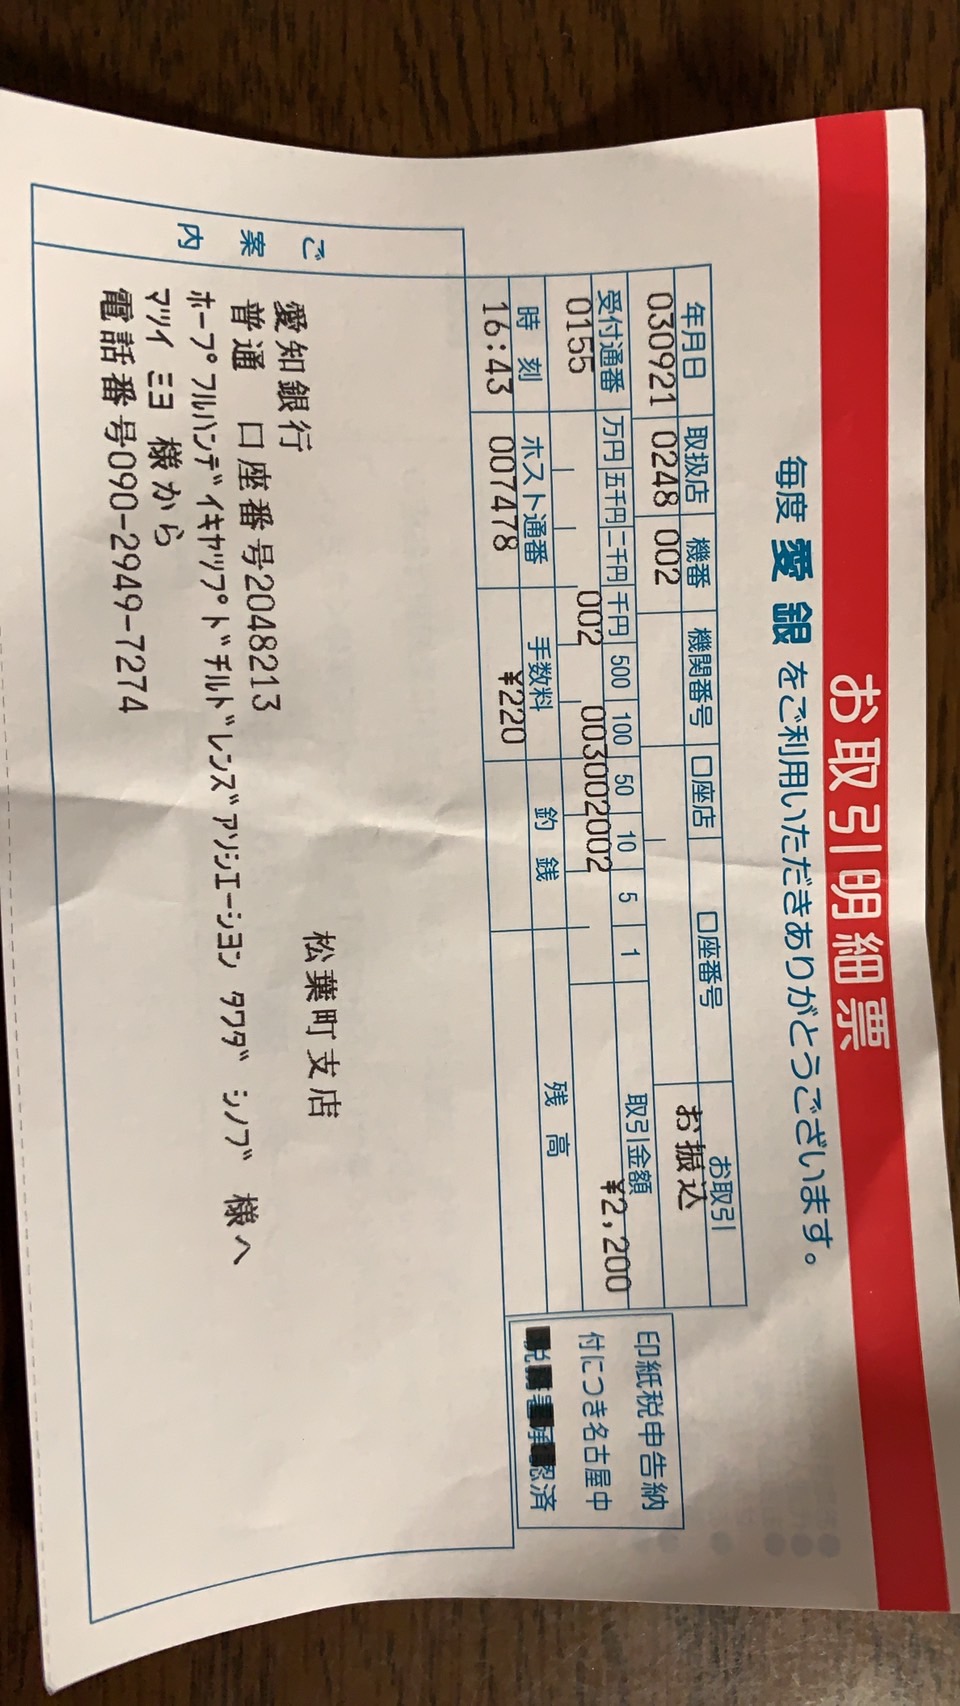 お取引明細票
毎度 愛銀 をご利用いただきありがとうございます。
年月日 取扱店 機番 機関番号 口座店 口座番号 お取引
030921 0248 002 お振込
受付通番 万円 五千円 二千円 千円 500 100 50 10 5 1 取引金額
0155 002 003002002 ¥2,200
時刻 ホスト通番 手数料 釣銭 残高
16:43 007478 ¥220
印紙税申告納
付につき名古屋中
税務署承認済
ご案内
愛知銀行 松葉町支店
普通 口座番号2048213
ホープフルハンデイキヤツプドチルドレンズアソシエーシヨン タワダ シノブ 様へ
マツイ ミヨ 様から
電話番号090-2949-7274